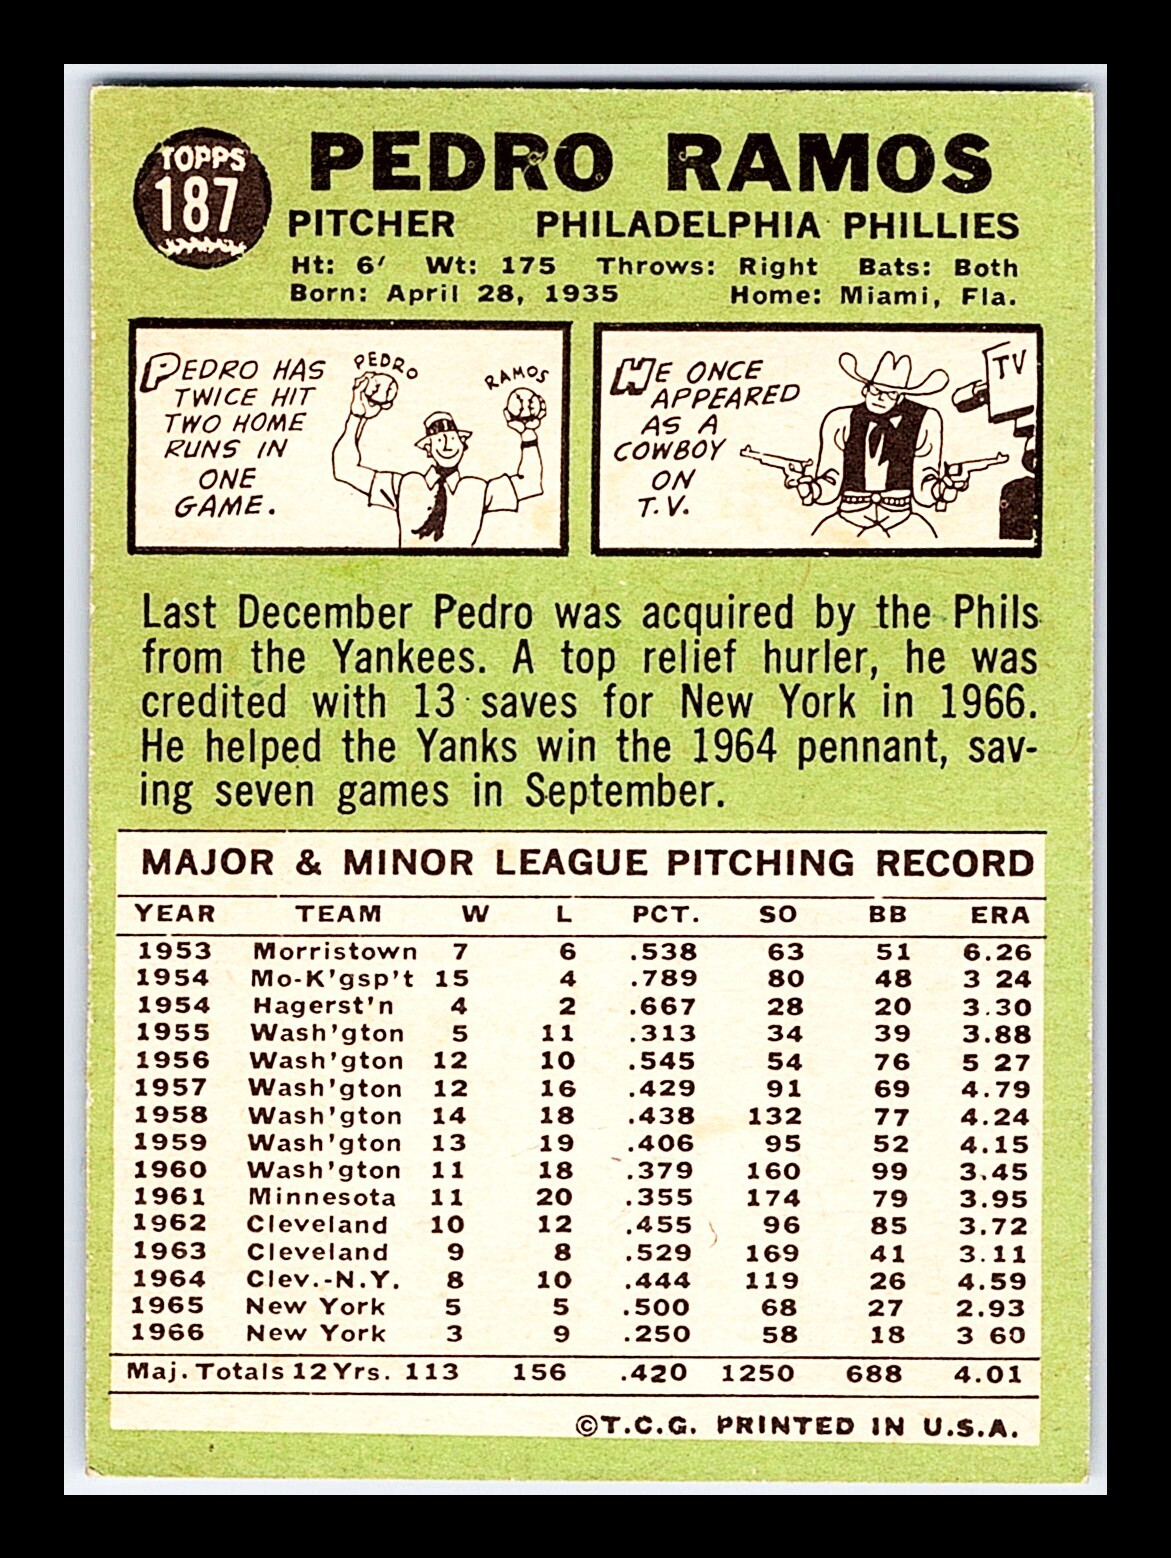 TOPPS
187
PEDRO RAMOS
PITCHER PHILADELPHIA PHILLIES
Ht: 6' Wt: 175 Throws: Right Bats: Both
Born: April 28, 1935 Home: Miami, Fla.
PEDRO HAS
TWICE HIT
TWO HOME
RUNS IN
ONE
GAME.
PEDRO
RAMOS
HE ONCE
APPEARED
AS A
COWBOY
ON
T.V.
TV
Last December Pedro was acquired by the Phils
from the Yankees. A top relief hurler, he was
credited with 13 saves for New York in 1966.
He helped the Yanks win the 1964 pennant, sav-
ing seven games in September.
MAJOR & MINOR LEAGUE PITCHING RECORD
YEAR TEAM W L PCT. SO BB ERA
1953 Morristown 7 6 .538 63 51 6.26
1954 Mo-K'gsp't 15 4 .789 80 48 3 24
1954 Hagerst'n 4 2 .667 28 20 3.30
1955 Wash'gton 5 11 .313 34 39 3.88
1956 Wash'gton 12 10 .545 54 76 5 27
1957 Wash'gton 12 16 .429 91 69 4.79
1958 Wash'gton 14 18 .438 132 77 4.24
1959 Wash'gton 13 19 .406 95 52 4.15
1960 Wash'gton 11 18 .379 160 99 3.45
1961 Minnesota 11 20 .355 174 79 3.95
1962 Cleveland 10 12 .455 96 85 3.72
1963 Cleveland 9 8 .529 169 41 3.11
1964 Clev.-N.Y. 8 10 .444 119 26 4.59
1965 New York 5 5 .500 68 27 2.93
1966 New York 3 9 .250 58 18 3 60
Maj. Totals 12 Yrs. 113 156 .420 1250 688 4.01
©T.C.G. PRINTED IN U.S.A.